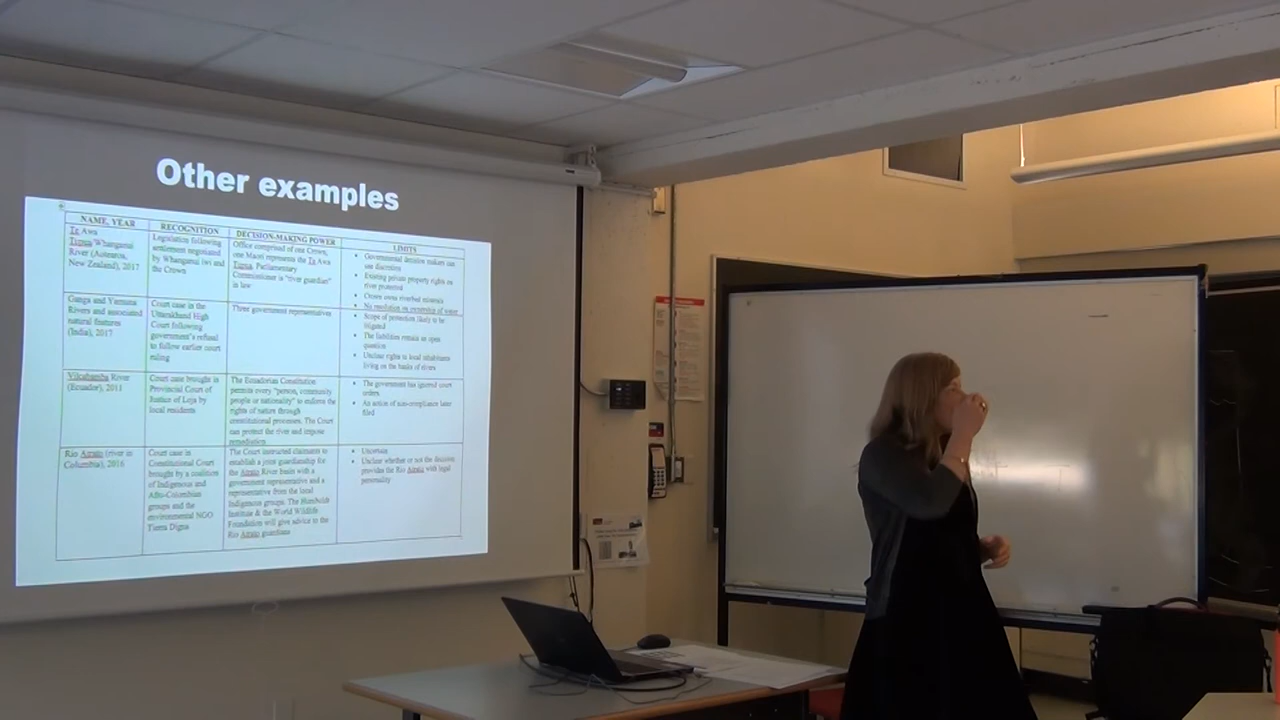 Other examples
NAME, YEAR
RECOGNITION
DECISION-MAKING POWER
LIMITS
Te Awa
Tupua/Whanganui
River (Aotearoa,
New Zealand), 2017
Legislation following
settlement negotiated
by Whanganui iwi and
the Crown
Office comprised of one Crown,
one Maori represents the Te Awa
Tupua. Parliamentary
Commissioner is "river guardian"
in law
Governmental decision makers can
use discretion
Existing private property rights on
river protected
Crown owns riverbed minerals
No resolution on ownership of water
Ganga and Yamuna
Rivers and associated
natural features
(India), 2017
Court case in the
Uttarakhand High
Court following
government's refusal
to follow earlier court
ruling
Three government representatives
Scope of protection likely to be
litigated
The liabilities remain an open
question
Unclear rights to local inhabitants
living on the banks of rivers
Vilcabamba River
(Ecuador), 2011
Court case brought in
Provincial Court of
Justice of Loja by
local residents
The Ecuadorian Constitution
permits every "person, community
people or nationality" to enforce the
rights of nature through
constitutional processes. The Court
can protect the river and impose
remediation
The government has ignored court
orders
An action of non-compliance later
filed
Rio Atrato (river in
Columbia), 2016
Court case in
Constitutional Court
brought by a coalition
of Indigenous and
Afro-Colombian
groups and the
environmental NGO
Tierra Digna
The Court instructed claimants to
establish a joint guardianship for
the Atrato River basin with a
government representative and a
representative from the local
Indigenous groups. The Humboldt
Institute & the World Wildlife
Foundation will give advice to the
Rio Atrato guardians
Uncertain
Unclear whether or not the decision
provides the Rio Atrato with legal
personality